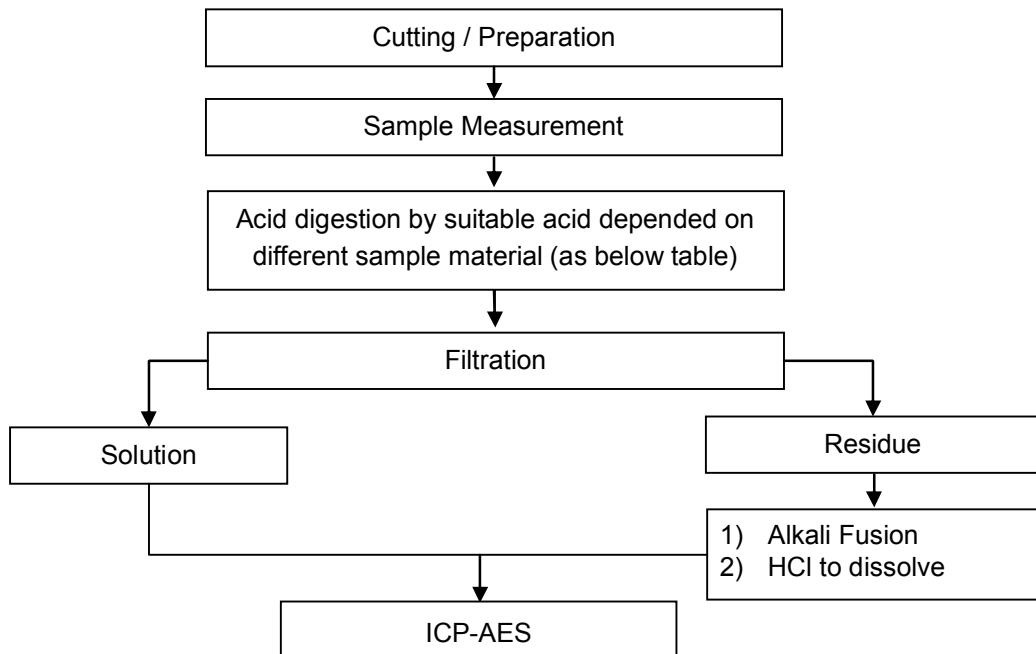 Cutting / Preparation
Sample Measurement
Acid digestion by suitable acid depended on
different sample material (as below table)
Filtration
Solution
Residue
1) Alkali Fusion
2) HCl to dissolve
ICP-AES